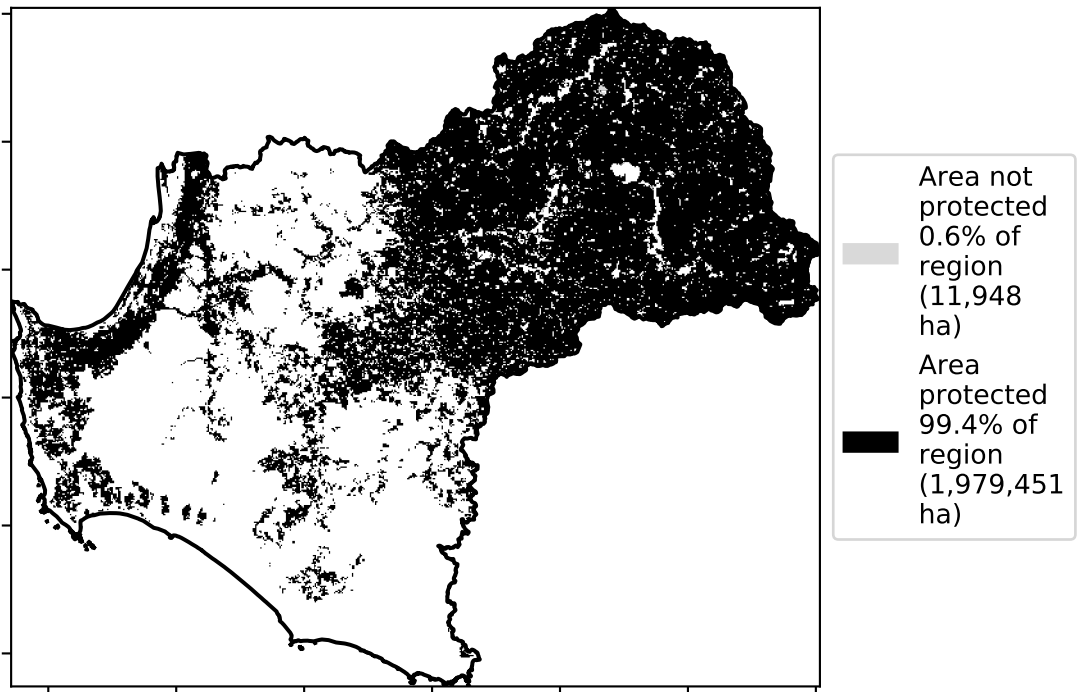 Area not
protected
0.6% of
region
(11,948
ha)
Area
protected
99.4% of
region
(1,979,451
ha)